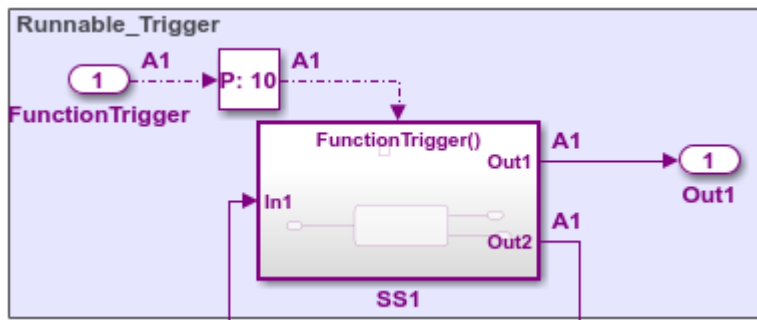 Runnable_Trigger
A1
A1
1
P: 10
FunctionTrigger
FunctionTrigger()
A1
Out1
1
In1
Out1
A1
Out2
SS1